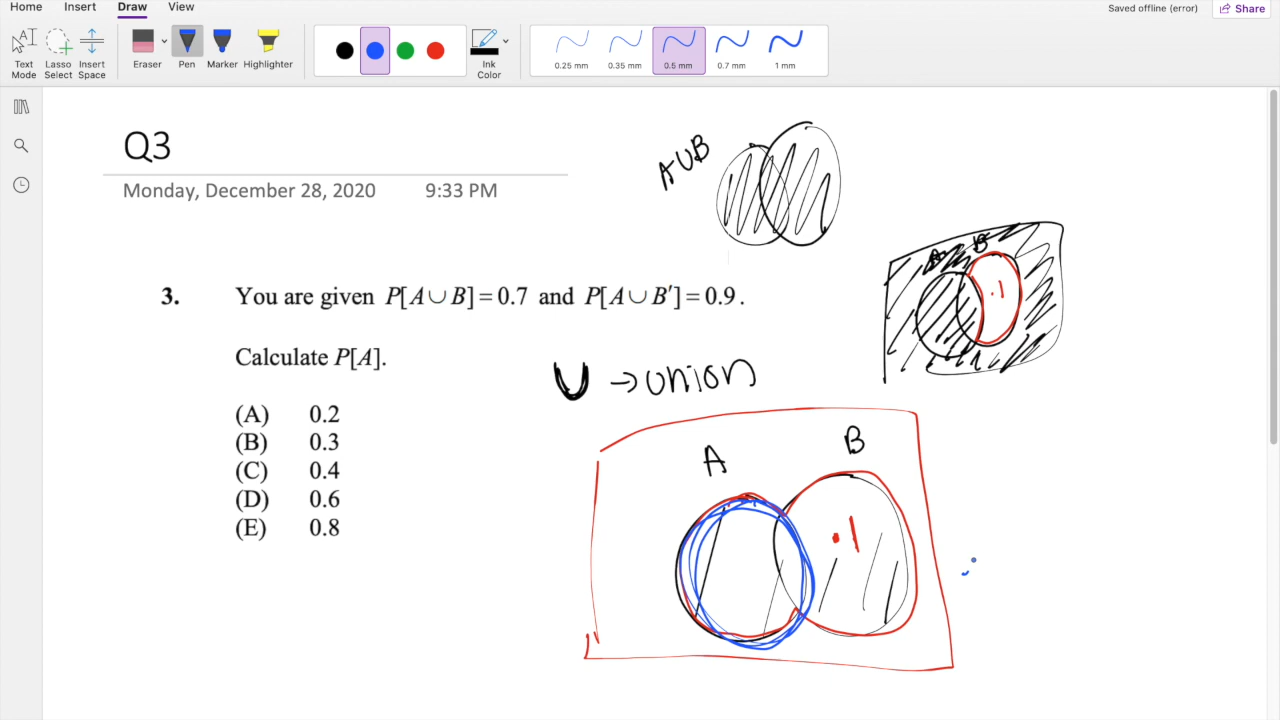 Home Insert Draw View
Saved offline (error) Share
Text Mode
Lasso Select
Insert Space
Eraser
Pen
Marker
Highlighter
Ink Color
0.25 mm
0.35 mm
0.5 mm
0.7 mm
1 mm
Q3
Monday, December 28, 2020 9:33 PM
A∪B
A B
.1
3. You are given P[A∪B]=0.7 and P[A∪B′]=0.9.
Calculate P[A].
∪ → union
(A) 0.2
(B) 0.3
(C) 0.4
(D) 0.6
(E) 0.8
A B
.1